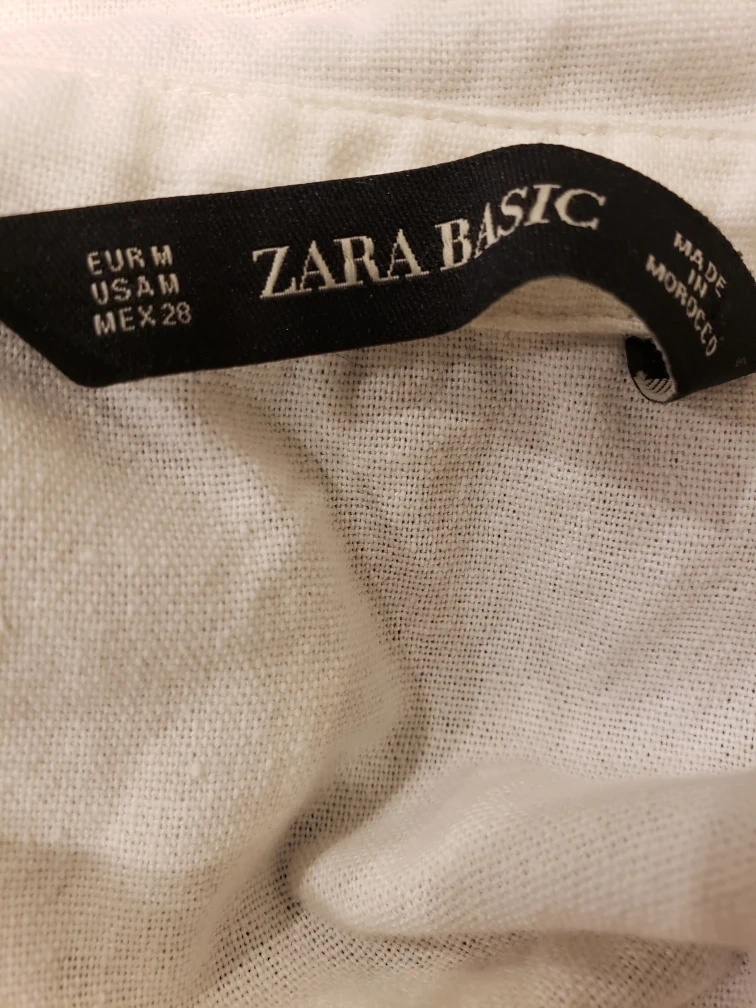 EUR M
USA M
MEX 28
ZARA BASIC
MADE
IN
MOROCCO